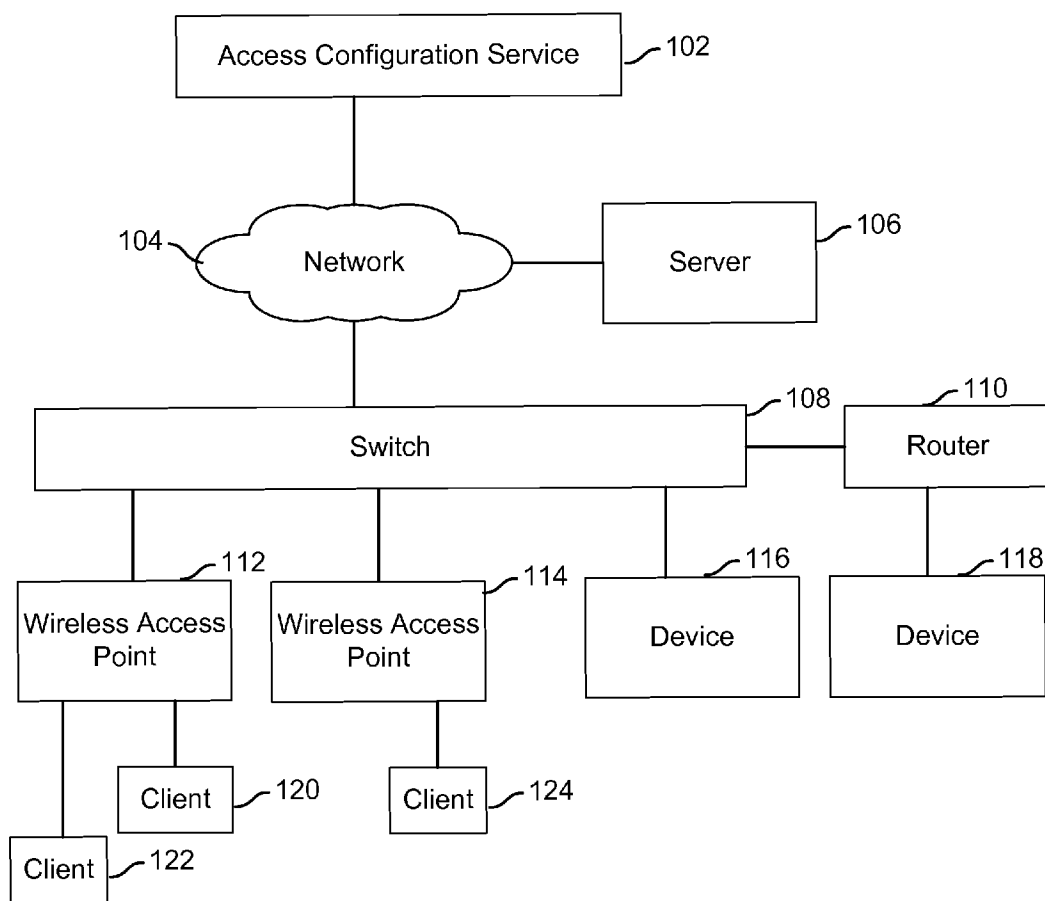 Access Configuration Service
102
104
Network
Server
106
108
110
Switch
Router
112
114
116
118
Wireless Access
Point
Wireless Access
Point
Device
Device
Client
120
Client
124
Client
122